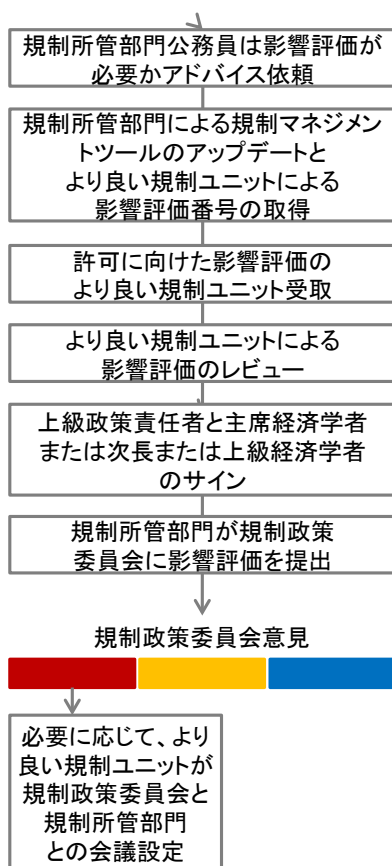 規制所管部門公務員は影響評価が
必要かアドバイス依頼
規制所管部門による規制マネジメン
トツールのアップデートと
より良い規制ユニットによる
影響評価番号の取得
許可に向けた影響評価の
より良い規制ユニット受取
より良い規制ユニットによる
影響評価のレビュー
上級政策責任者と主席経済学者
または次長または上級経済学者
のサイン
規制所管部門が規制政策
委員会に影響評価を提出
規制政策委員会意見
必要に応じて、より
良い規制ユニットが
規制政策委員会と
規制所管部門
との会議設定